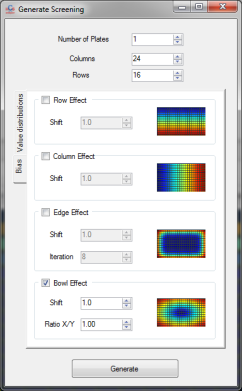 Generate Screening
Number of Plates 1
Columns 24
Rows 16
Value distributions
Bias
Row Effect
Shift 1.0
Column Effect
Shift 1.0
Edge Effect
Shift 1.0
Iteration 8
Bowl Effect
Shift 1.0
Ratio X/Y 1.00
Generate